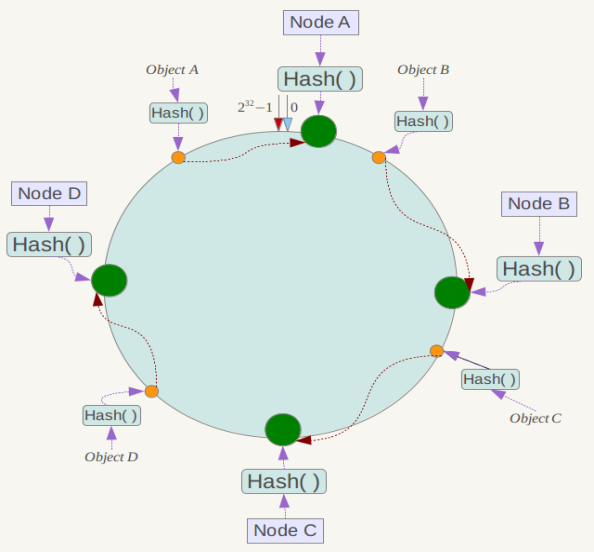 Node A
Object A
Hash( )
Object B
Hash( )
2³²−1
0
Hash( )
Node D
Node B
Hash( )
Hash( )
Hash( )
Object C
Hash( )
Object D
Hash( )
Node C